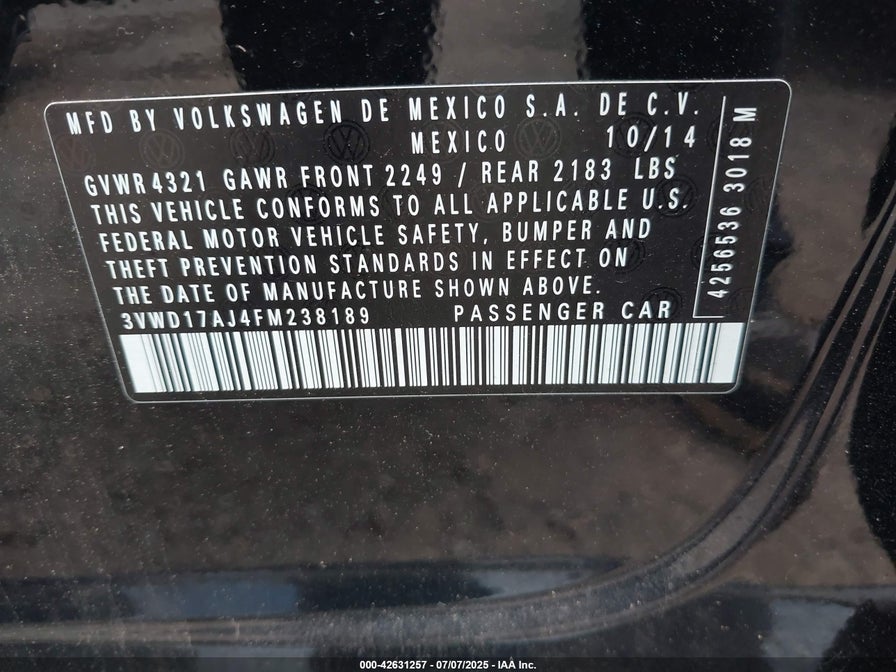 MFD BY VOLKSWAGEN DE MEXICO S.A. DE C.V.
MEXICO 10/14
GVWR 4321 GAWR FRONT 2249 / REAR 2183 LBS
THIS VEHICLE CONFORMS TO ALL APPLICABLE U.S.
FEDERAL MOTOR VEHICLE SAFETY, BUMPER AND
THEFT PREVENTION STANDARDS IN EFFECT ON
THE DATE OF MANUFACTURE SHOWN ABOVE.
3VWD17AJ4FM238189 PASSENGER CAR
4256536 3018 M
000-42631257 - 07/07/2025 - IAA Inc.